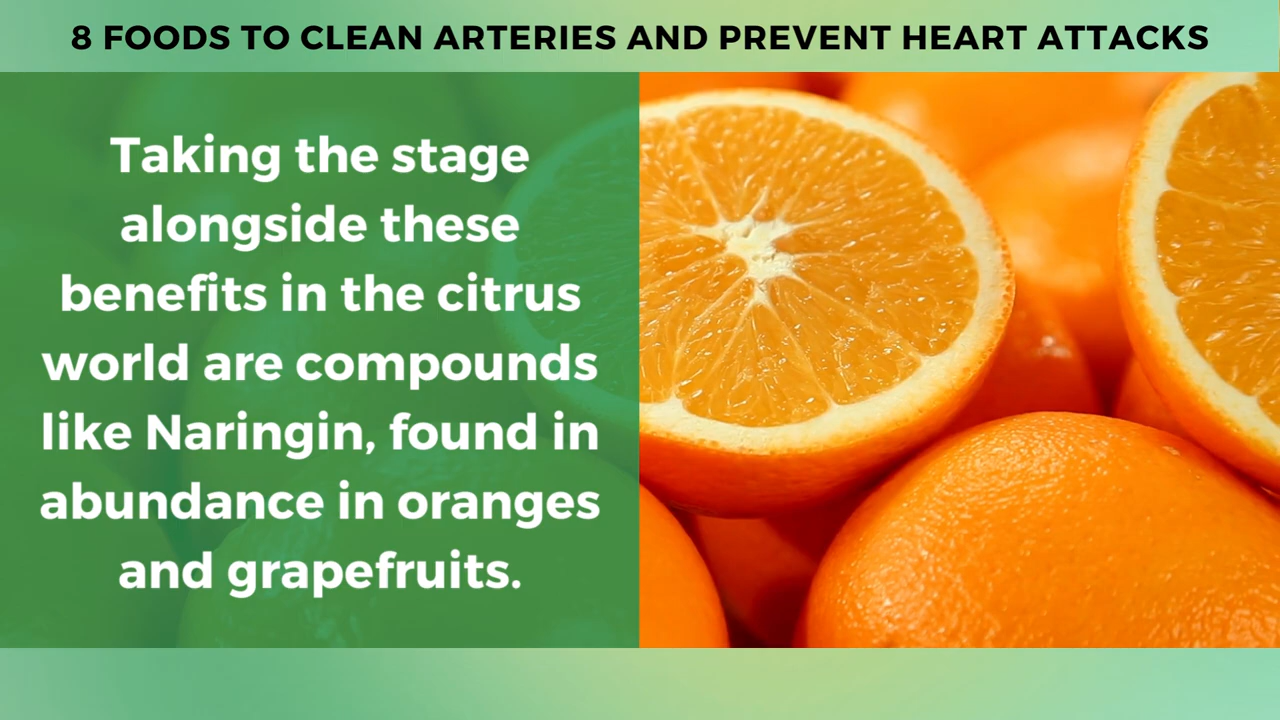 8 FOODS TO CLEAN ARTERIES AND PREVENT HEART ATTACKS
Taking the stage
alongside these
benefits in the citrus
world are compounds
like Naringin, found in
abundance in oranges
and grapefruits.